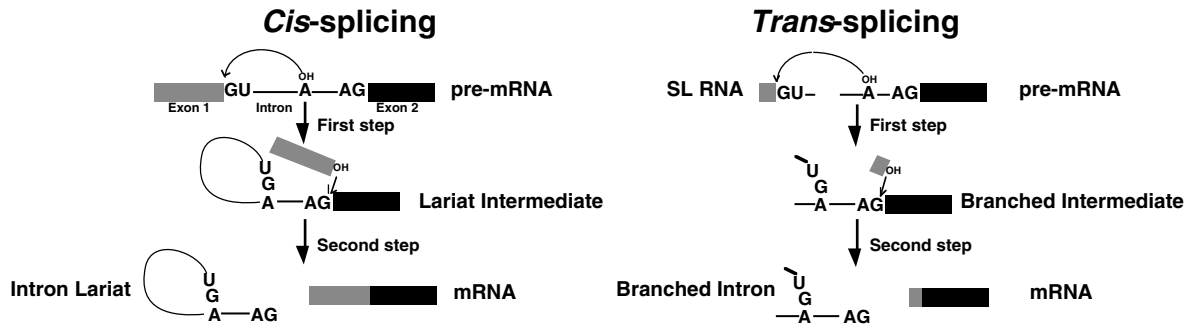 Cis-splicing
OH
GU A AG
Exon 1 Intron Exon 2
pre-mRNA
First step
U
G
A AG
OH
Lariat Intermediate
Second step
Intron Lariat
U
G
A AG
mRNA
Trans-splicing
SL RNA
OH
GU A AG
pre-mRNA
First step
U
G
A AG
OH
Branched Intermediate
Second step
Branched Intron
U
G
A AG
mRNA